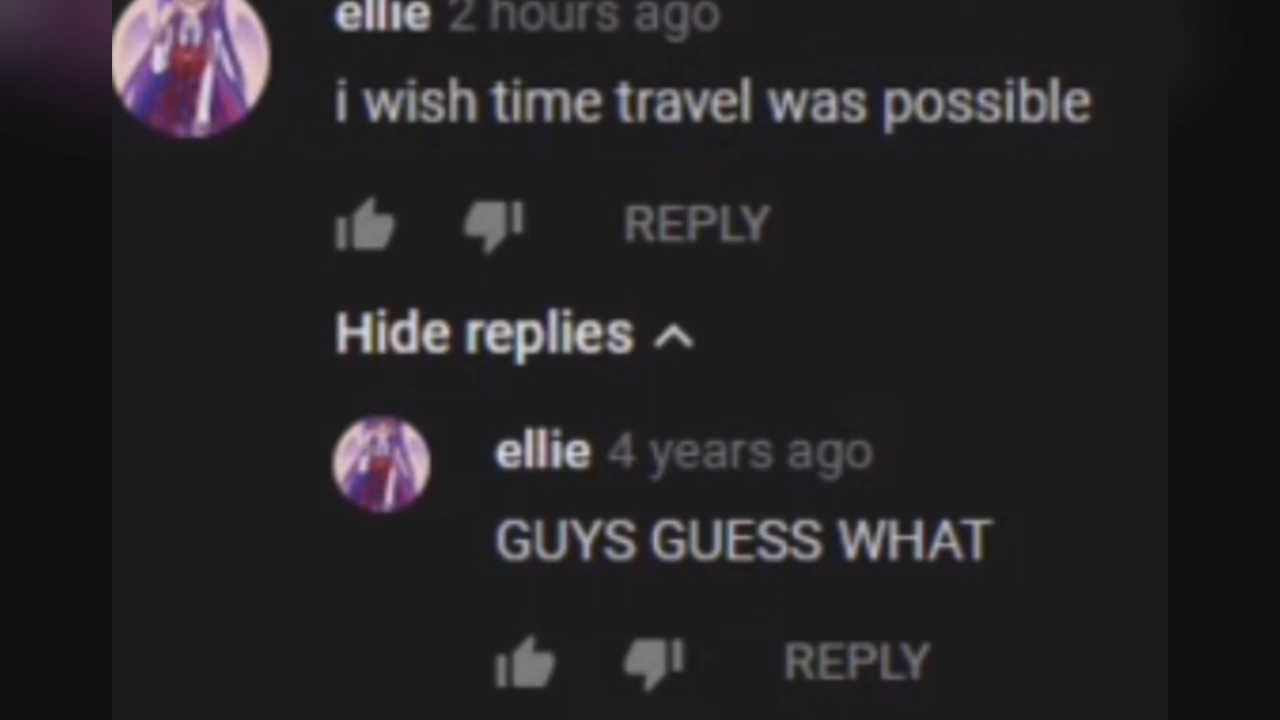 ellie 2 hours ago
i wish time travel was possible
REPLY
Hide replies
ellie 4 years ago
GUYS GUESS WHAT
REPLY